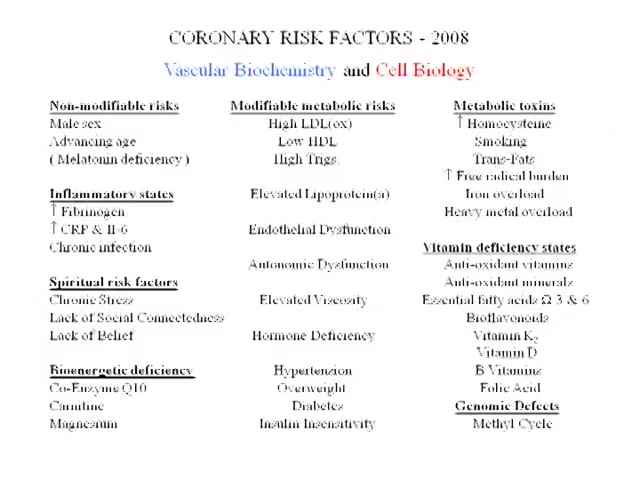 CORONARY RISK FACTORS - 2008
Vascular Biochemistry and Cell Biology
Non-modifiable risks
Male sex
Advancing age
( Melatonin deficiency )
Inflammatory states
↑ Fibrinogen
↑ CRP & Il-6
Chronic infection
Spiritual risk factors
Chronic Stress
Lack of Social Connectedness
Lack of Belief
Bioenergetic deficiency
Co-Enzyme Q10
Carnitine
Magnesium
Modifiable metabolic risks
High LDL(ox)
Low HDL
High Trigs.
Elevated Lipoprotein(a)
Endothelial Dysfunction
Autonomic Dysfunction
Elevated Viscosity
Hormone Deficiency
Hypertension
Overweight
Diabetes
Insulin Insensitivity
Metabolic toxins
↑ Homocysteine
Smoking
Trans-Fats
↑ Free radical burden
Iron overload
Heavy metal overload
Vitamin deficiency states
Anti-oxidant vitamins
Anti-oxidant minerals
Essential fatty acids Ω 3 & 6
Bioflavonoids
Vitamin K₂
Vitamin D
B Vitamins
Folic Acid
Genomic Defects
Methyl Cycle